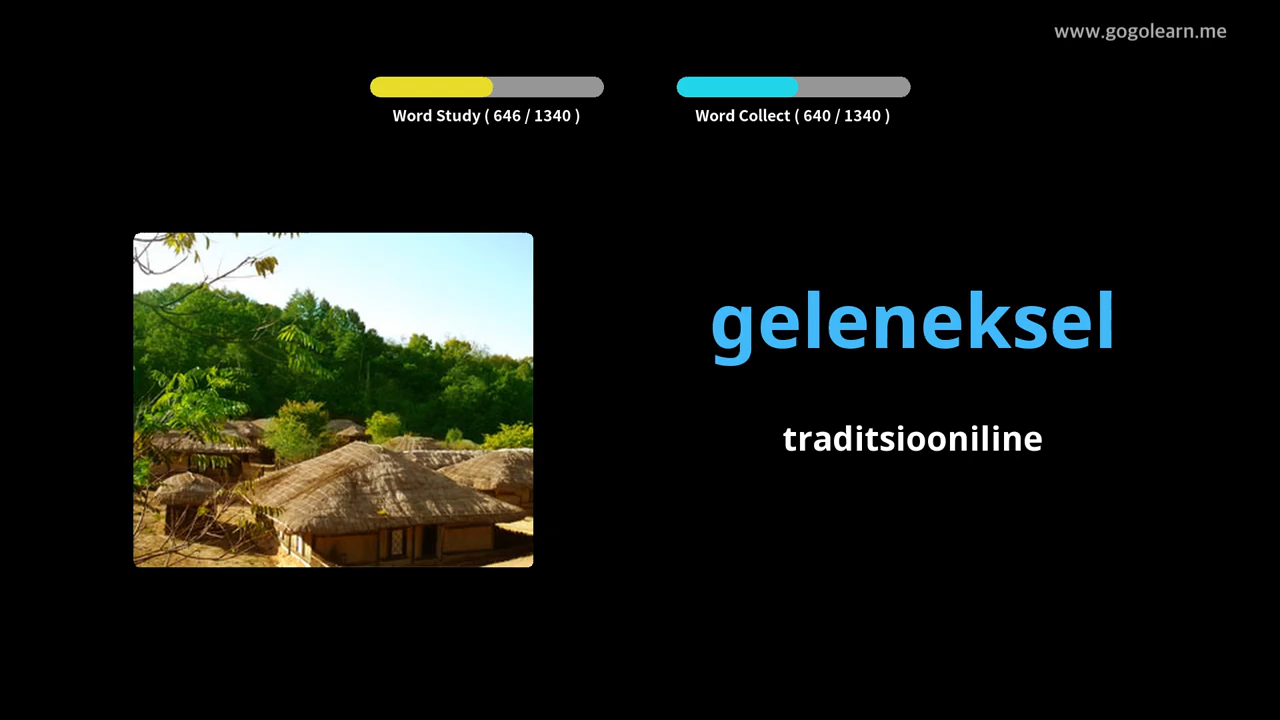 www.gogolearn.me
Word Study ( 646 / 1340 )
Word Collect ( 640 / 1340 )
geleneksel
traditsiooniline